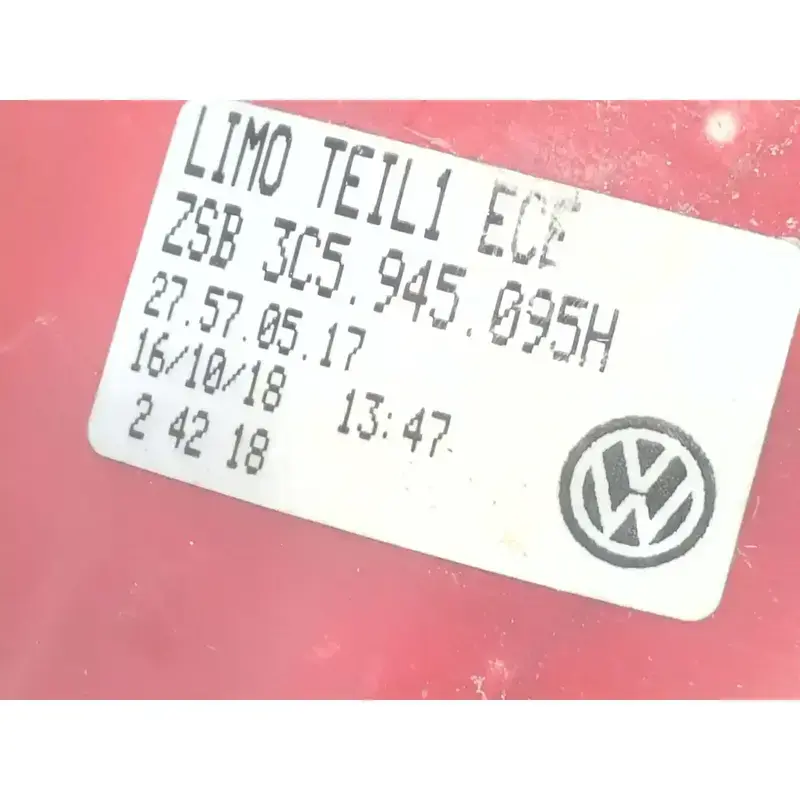 LIMO TEIL1 ECE
ZSB 3C5.945.095H
27.57.05.17
16/10/18 13:47
2 42 18
VW